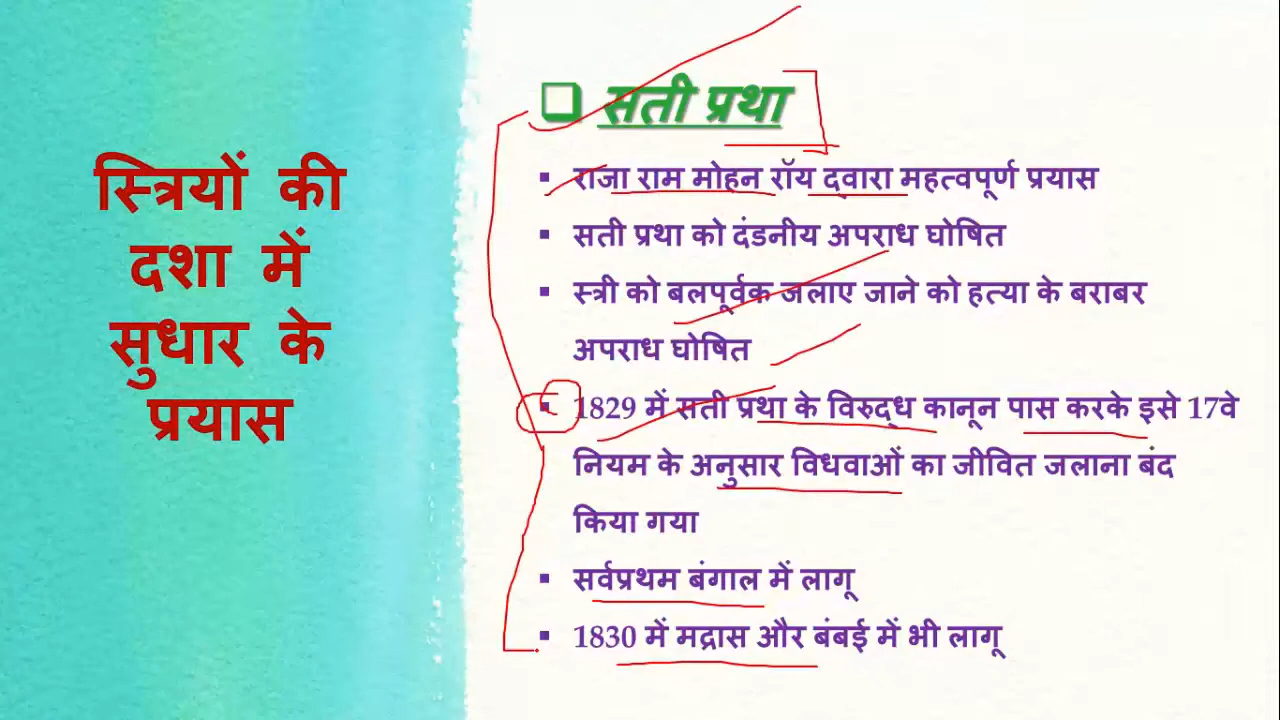 स्त्रियों की
दशा में
सुधार के
प्रयास
सती प्रथा
राजा राम मोहन रॉय द्वारा महत्वपूर्ण प्रयास
सती प्रथा को दंडनीय अपराध घोषित
स्त्री को बलपूर्वक जलाए जाने को हत्या के बराबर
अपराध घोषित
1829 में सती प्रथा के विरुद्ध कानून पास करके इसे 17वे
नियम के अनुसार विधवाओं का जीवित जलाना बंद
किया गया
सर्वप्रथम बंगाल में लागू
1830 में मद्रास और बंबई में भी लागू